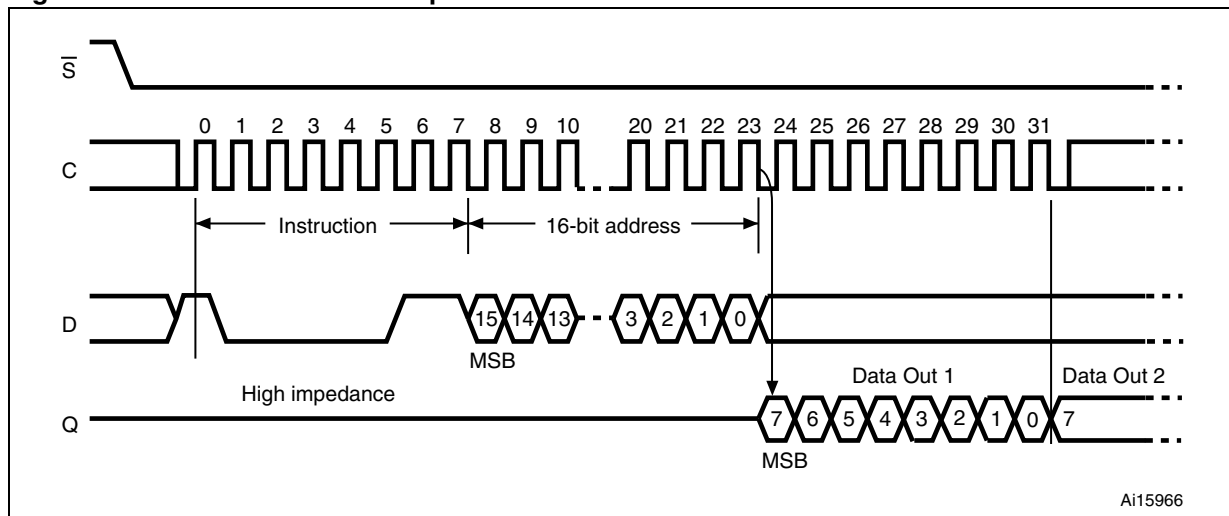 S
0 1 2 3 4 5 6 7 8 9 10 20 21 22 23 24 25 26 27 28 29 30 31
C
Instruction 16-bit address
D
15 14 13 3 2 1 0
MSB
High impedance
Data Out 1 Data Out 2
Q
7 6 5 4 3 2 1 0 7
MSB
Ai15966